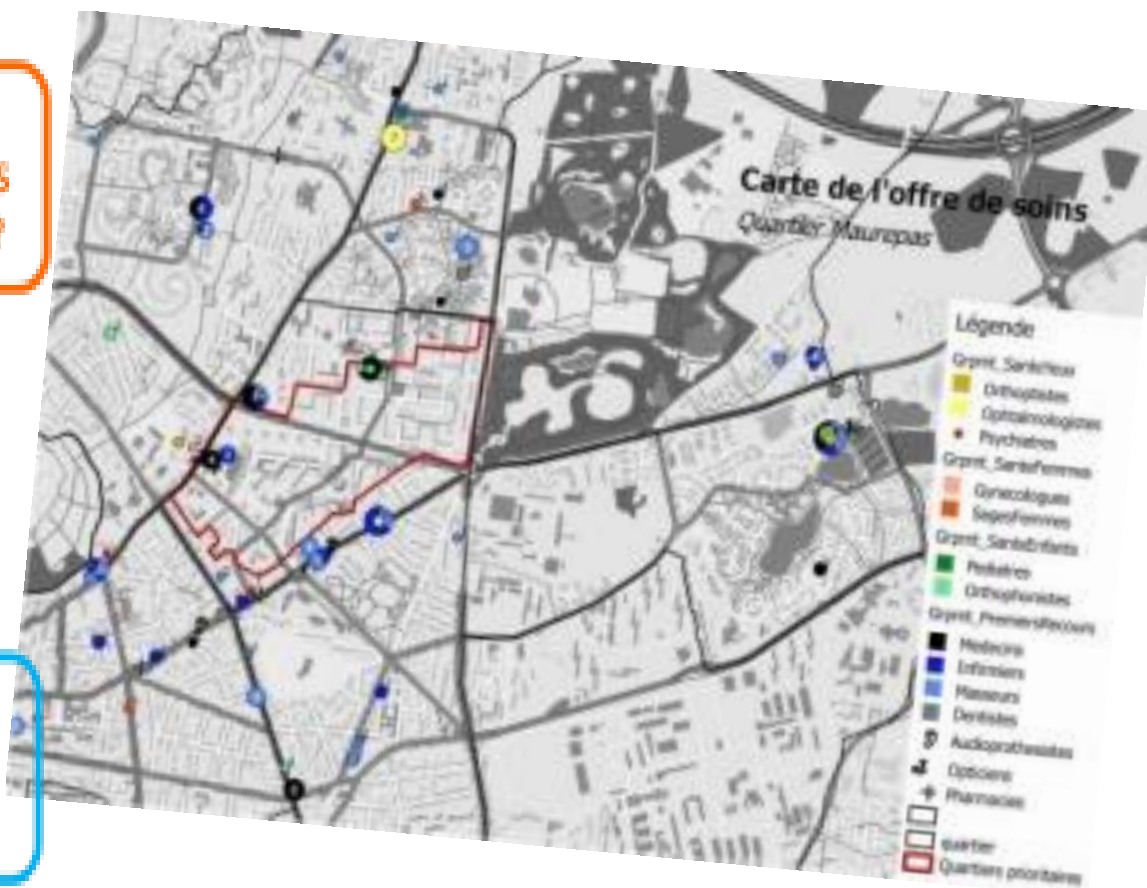 Carte de l'offre de soins
Quartier Maurepas
Légende
Grpmt_SanteYeux
Orthoptistes
Ophtalmologistes
Psychiatres
Grpmt_SanteFemmes
Gynecologues
SagesFemmes
Grpmt_SanteEnfants
Pediatres
Orthophonistes
Grpmt_PremiersRecours
Medecins
Infirmiers
Masseurs
Dentistes
Audioprothesistes
Opticiens
Pharmacies
quartier
Quartiers prioritaires